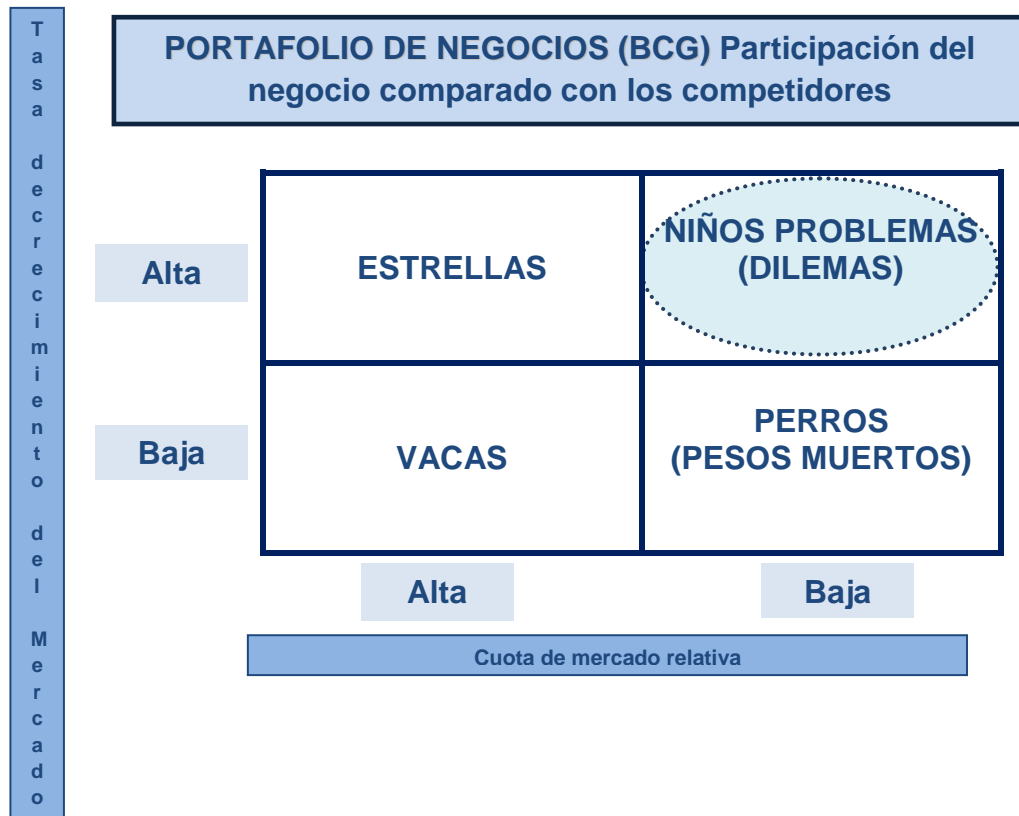 Tasa decrecimiento del Mercado
PORTAFOLIO DE NEGOCIOS (BCG) Participación del
negocio comparado con los competidores
Alta
ESTRELLAS
NIÑOS PROBLEMAS
(DILEMAS)
Baja
VACAS
PERROS
(PESOS MUERTOS)
Alta
Baja
Cuota de mercado relativa